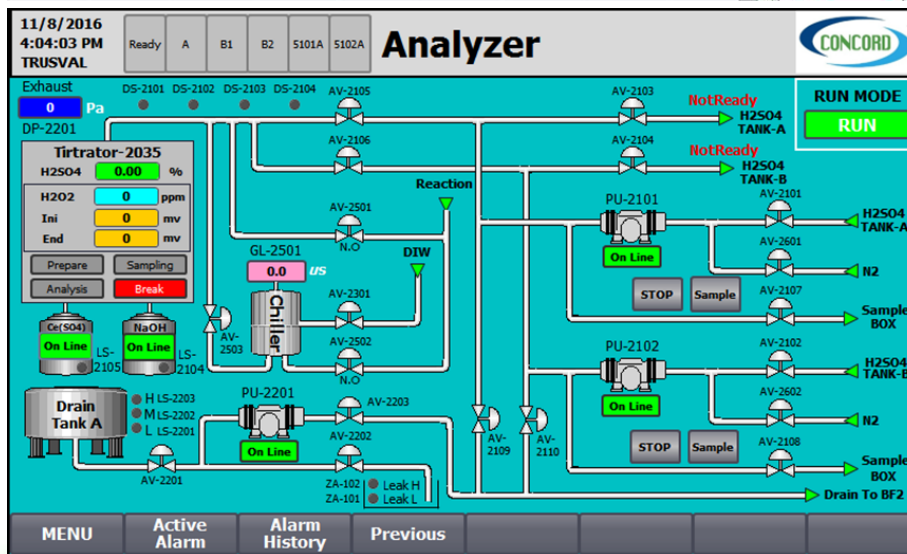 11/8/2016
4:04:03 PM
TRUSVAL
Ready A B1 B2 5101A 5102A
Analyzer
CONCORD
Exhaust
0 Pa
DP-2201
DS-2101 DS-2102 DS-2103 DS-2104
AV-2105
AV-2103
NotReady
H2SO4
TANK-A
RUN MODE
RUN
AV-2106
AV-2104
NotReady
H2SO4
TANK-B
Tirtrator-2035
H2SO4 0.00 %
H2O2 0 ppm
Ini 0 mv
End 0 mv
Prepare Sampling
Analysis Break
Reaction
AV-2501
N.O
GL-2501
0.0 US
DIW
Chiller
AV-2301
AV-2502
N.O
AV-
2503
PU-2101
On Line
STOP Sample
AV-2101
H2SO4
TANK-A
AV-2601
N2
AV-2107
Sample
BOX
Ce(SO4)
On Line
LS-
2105
NaOH
On Line
LS-
2104
PU-2102
On Line
STOP Sample
AV-2102
H2SO4
TANK-B
AV-2602
N2
AV-2108
Sample
BOX
Drain
Tank A
H LS-2203
M LS-2202
L LS-2201
PU-2201
On Line
AV-2203
AV-2202
AV-2201
AV-
2109
AV-
2110
ZA-102 Leak H
ZA-101 Leak L
Drain To BF2
MENU
Active
Alarm
Alarm
History
Previous